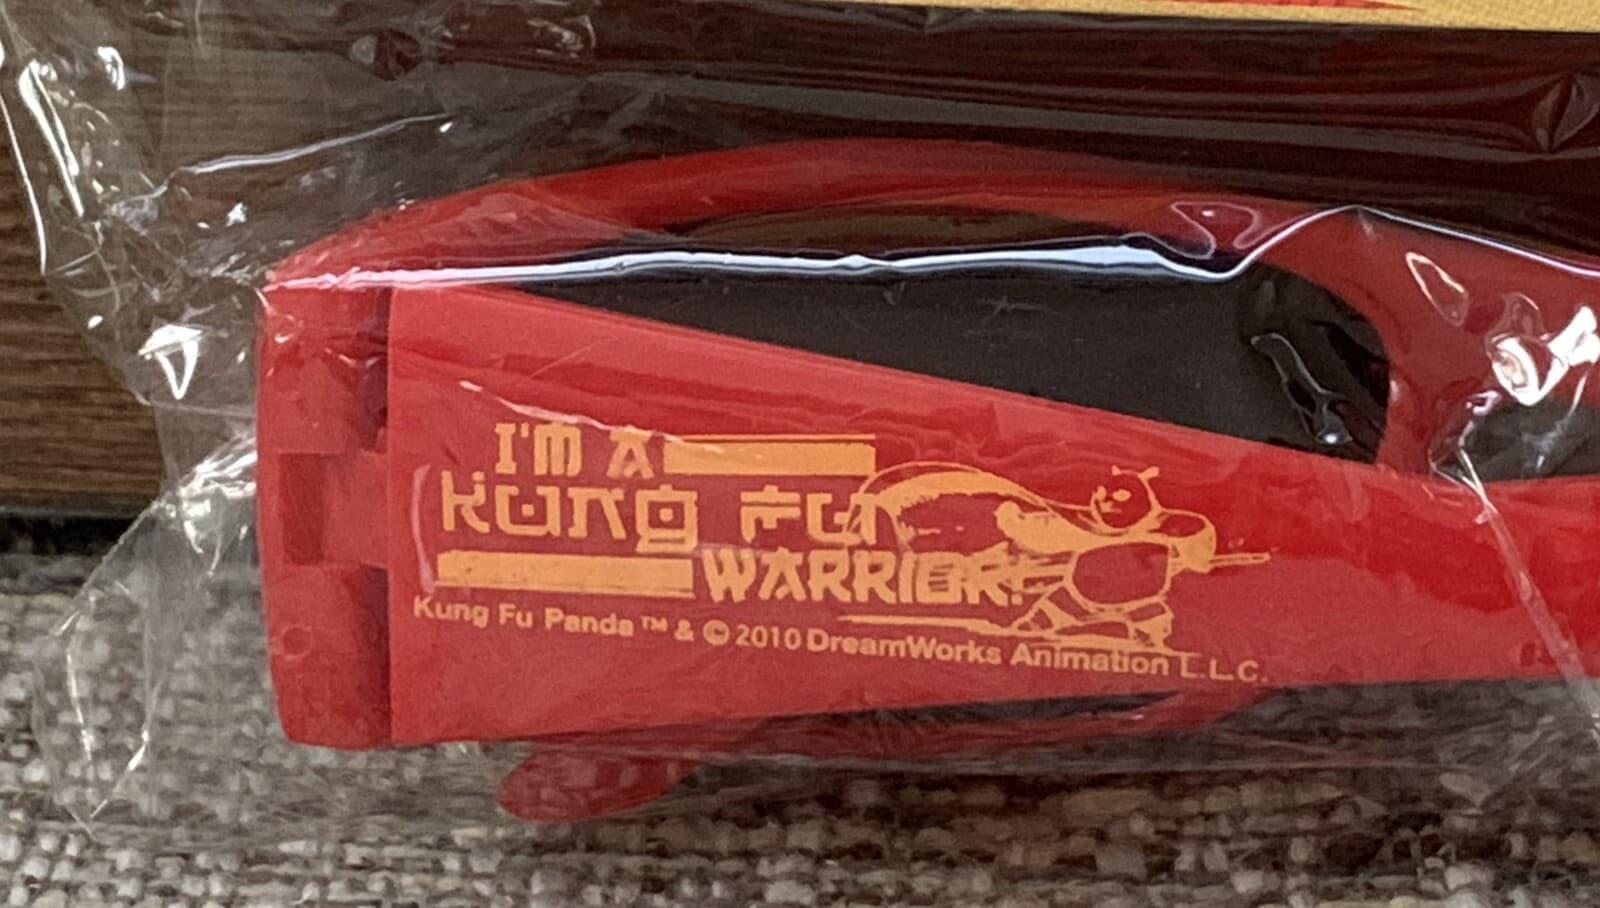 I'M A
KUNG FU
WARRIOR!
Kung Fu Panda™ & © 2010 DreamWorks Animation L.L.C.